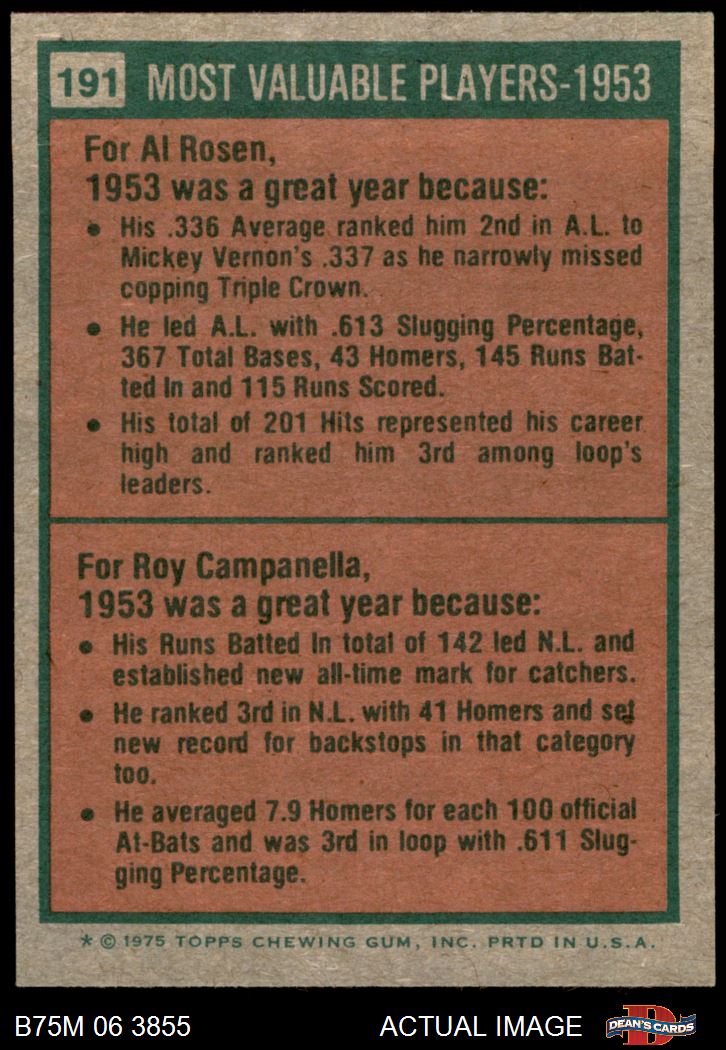 191 MOST VALUABLE PLAYERS-1953
For Al Rosen,
1953 was a great year because:
• His .336 Average ranked him 2nd in A.L. to
Mickey Vernon's .337 as he narrowly missed
copping Triple Crown.
• He led A.L. with .613 Slugging Percentage,
367 Total Bases, 43 Homers, 145 Runs Bat-
ted In and 115 Runs Scored.
• His total of 201 Hits represented his career
high and ranked him 3rd among loop's
leaders.
For Roy Campanella,
1953 was a great year because:
• His Runs Batted In total of 142 led N.L. and
established new all-time mark for catchers.
• He ranked 3rd in N.L. with 41 Homers and set
new record for backstops in that category
too.
• He averaged 7.9 Homers for each 100 official
At-Bats and was 3rd in loop with .611 Slug-
ging Percentage.
* © 1975 TOPPS CHEWING GUM, INC. PRTD IN U.S.A.
B75M 06 3855 ACTUAL IMAGE D DEAN'S CARDS